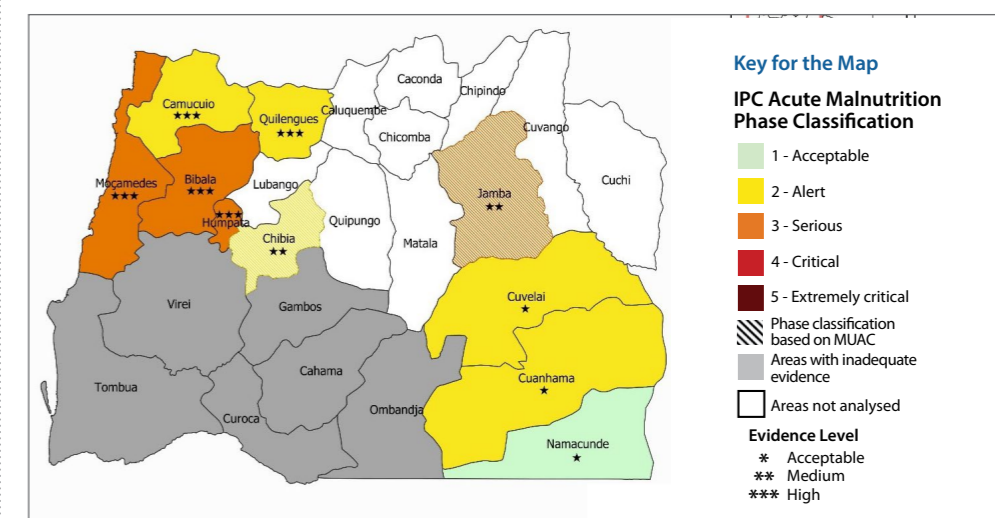 Caconda
Chipindo
Camucuio
★★★
Caluquembe
Quilengues
★★★
Chicomba
Cuvango
Cuchi
Moçamedes
★★★
Bibala
★★★
Lubango
Jamba
★★
★★★
Humpata
Quipungo
Chibia
★★
Matala
Virei
Gambos
Cuvelai
★
Cahama
Cuanhama
★
Tombua
Curoca
Ombandja
Namacunde
★
Key for the Map
IPC Acute Malnutrition
Phase Classification
1 - Acceptable
2 - Alert
3 - Serious
4 - Critical
5 - Extremely critical
Phase classification
based on MUAC
Areas with inadequate
evidence
Areas not analysed
Evidence Level
* Acceptable
** Medium
*** High